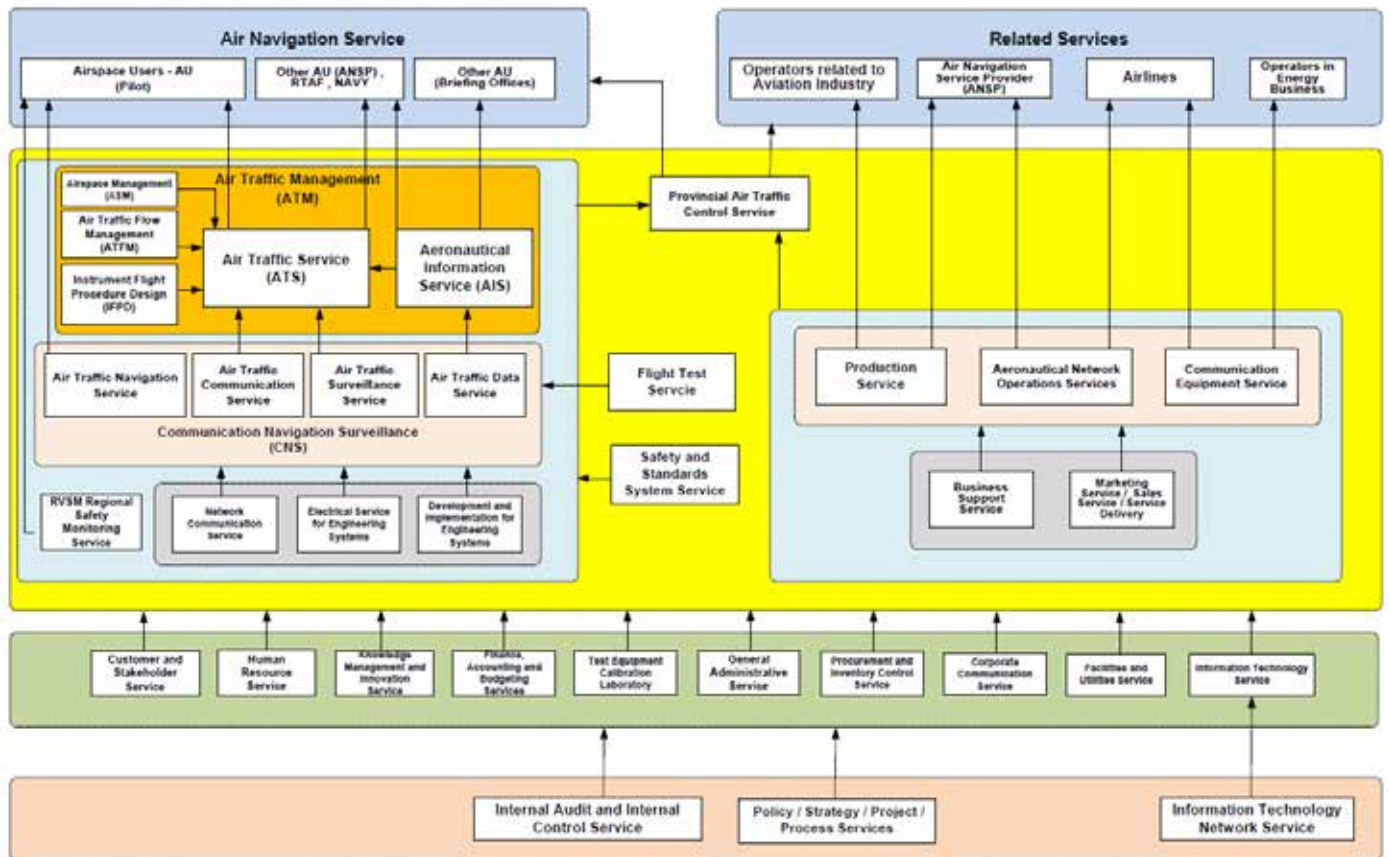 Air Navigation Service
Airspace Users - AU
(Pilot)
Other AU (ANSP) ,
RTAF , NAVY
Other AU
(Briefing Offices)
Related Services
Operators related to
Aviation Industry
Air Navigation
Service Provider
(ANSP)
Airlines
Operators in
Energy
Business
Air Traffic Management
(ATM)
Airspace Management
(ASM)
Air Traffic Flow
Management
(ATFM)
Instrument Flight
Procedure Design
(IFPD)
Air Traffic Service
(ATS)
Aeronautical
Information
Service (AIS)
Provincial Air Traffic
Control Service
Air Traffic Navigation
Service
Air Traffic
Communication
Service
Air Traffic
Surveillance
Service
Air Traffic Data
Service
Communication Navigation Surveillance
(CNS)
Flight Test
Servcie
Safety and
Standards
System Service
RVSM Regional
Safety
Monitoring
Service
Network
Communication
Service
Electrical Service
for Engineering
Systems
Development and
Implementation for
Engineering
Systems
Production
Service
Aeronautical Network
Operations Services
Communication
Equipment Service
Business
Support
Service
Marketing
Service / Sales
Service / Service
Delivery
Customer and
Stakeholder
Service
Human
Resource
Service
Knowledge
Management and
Innovation
Service
Finance,
Accounting and
Budgeting
Services
Test Equipment
Calibration
Laboratory
General
Administrative
Service
Procurement and
Inventory Control
Service
Corporate
Communication
Service
Facilities and
Utilities Service
Information Technology
Service
Internal Audit and Internal
Control Service
Policy / Strategy / Project /
Process Services
Information Technology
Network Service